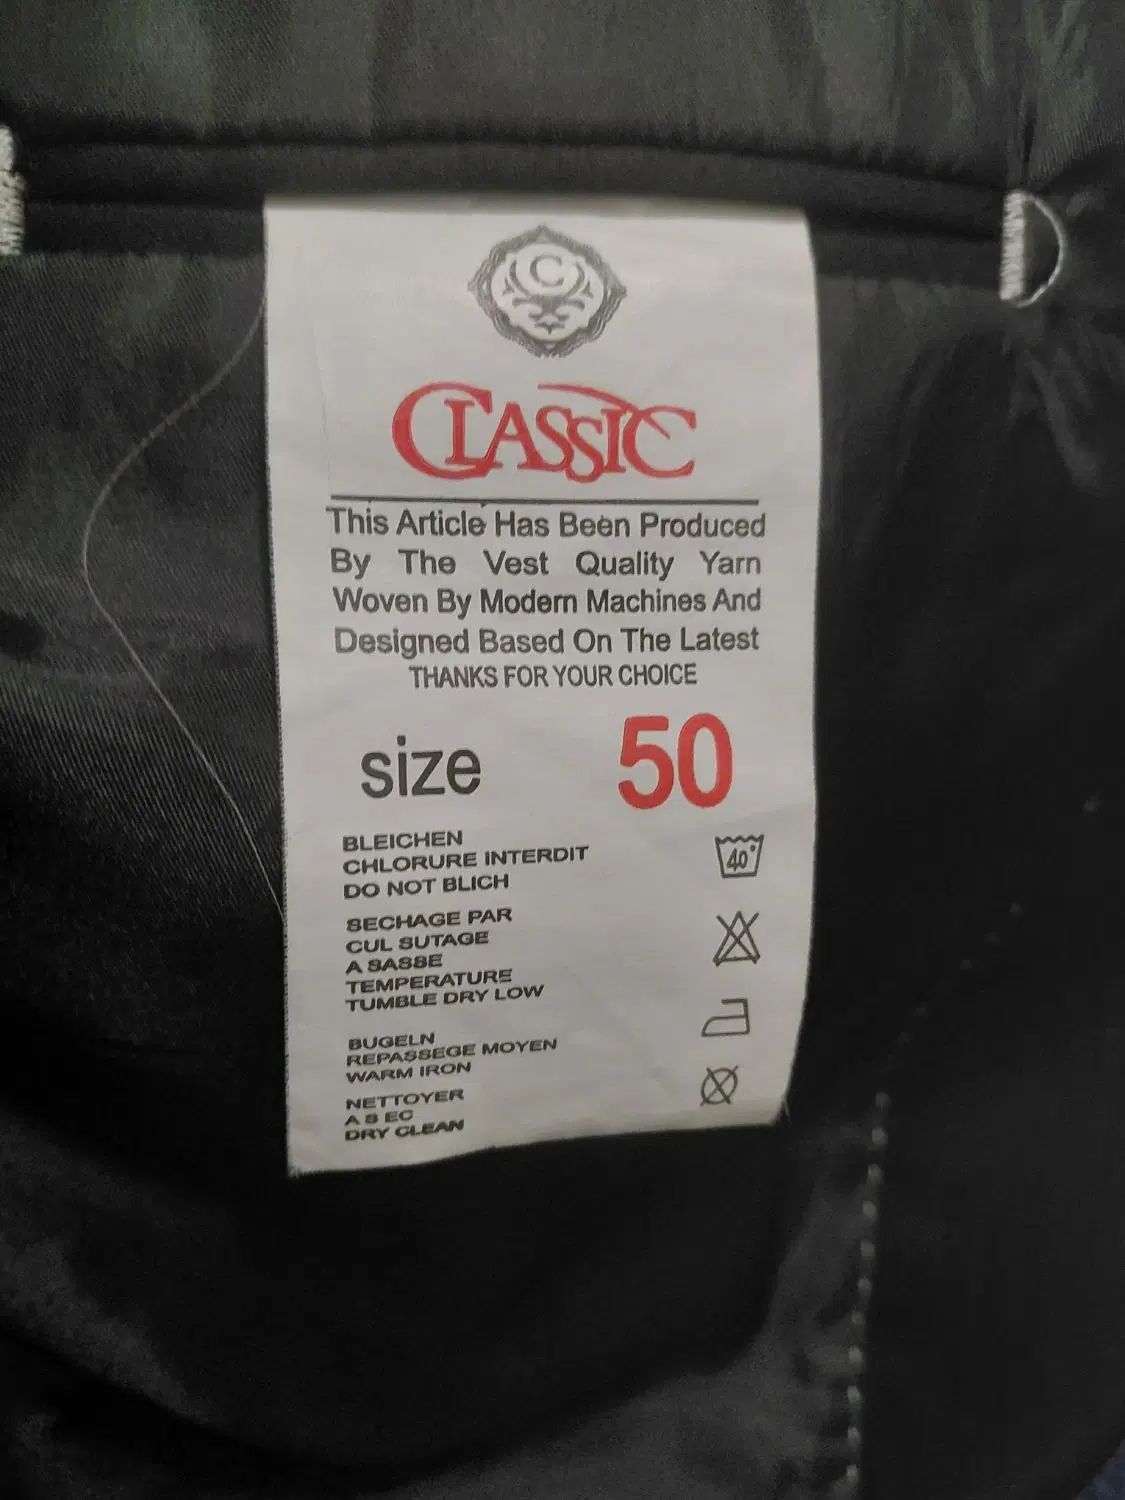 C
CLASSIC
This Article Has Been Produced
By The Vest Quality Yarn
Woven By Modern Machines And
Designed Based On The Latest
THANKS FOR YOUR CHOICE
size 50
BLEICHEN
CHLORURE INTERDIT
DO NOT BLICH
40°
SECHAGE PAR
CUL SUTAGE
A SASSE
TEMPERATURE
TUMBLE DRY LOW
BUGELN
REPASSEGE MOYEN
WARM IRON
NETTOYER
A S EC
DRY CLEAN